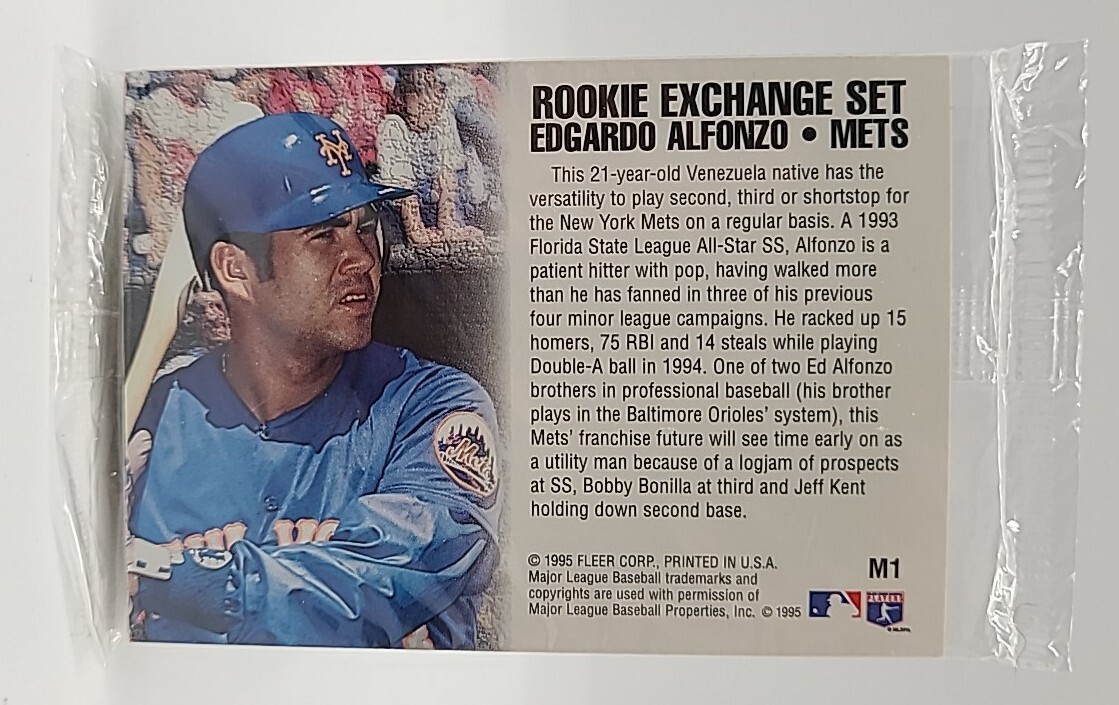 ROOKIE EXCHANGE SET
EDGARDO ALFONZO • METS
This 21-year-old Venezuela native has the
versatility to play second, third or shortstop for
the New York Mets on a regular basis. A 1993
Florida State League All-Star SS, Alfonzo is a
patient hitter with pop, having walked more
than he has fanned in three of his previous
four minor league campaigns. He racked up 15
homers, 75 RBI and 14 steals while playing
Double-A ball in 1994. One of two Ed Alfonzo
brothers in professional baseball (his brother
plays in the Baltimore Orioles' system), this
Mets' franchise future will see time early on as
a utility man because of a logjam of prospects
at SS, Bobby Bonilla at third and Jeff Kent
holding down second base.
© 1995 FLEER CORP., PRINTED IN U.S.A.
Major League Baseball trademarks and
copyrights are used with permission of
Major League Baseball Properties, Inc. © 1995
M1
PLAYERS
NY
Mets